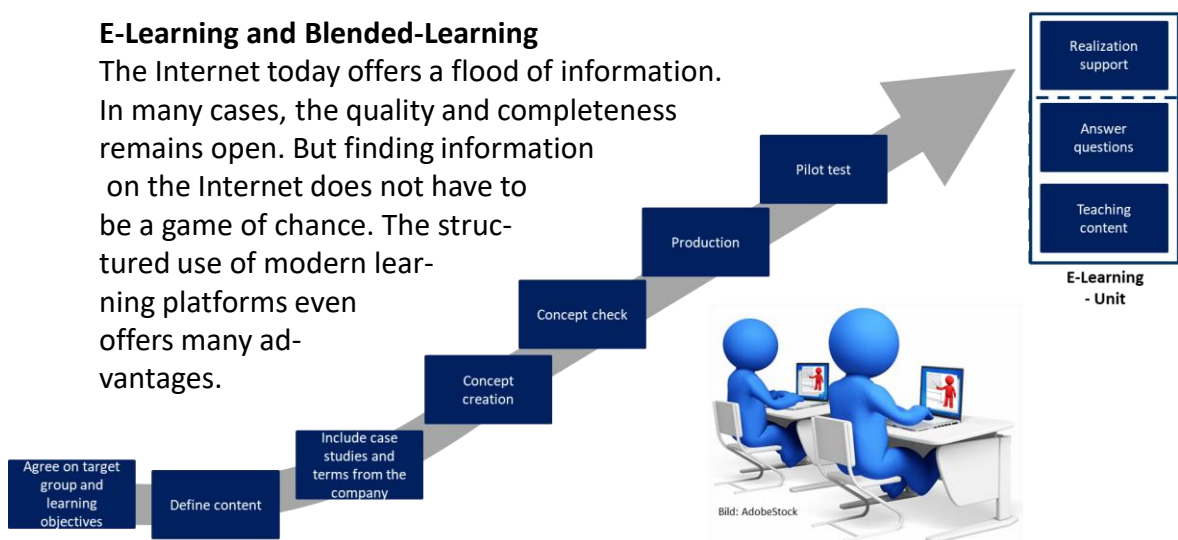 E-Learning and Blended-Learning
The Internet today offers a flood of information.
In many cases, the quality and completeness
remains open. But finding information
on the Internet does not have to
be a game of chance. The struc-
tured use of modern lear-
ning platforms even
offers many ad-
vantages.
Agree on target
group and
learning
objectives
Define content
Include case
studies and
terms from the
company
Concept
creation
Concept check
Production
Pilot test
Realization
support
Answer
questions
Teaching
content
E-Learning
- Unit
Bild: AdobeStock